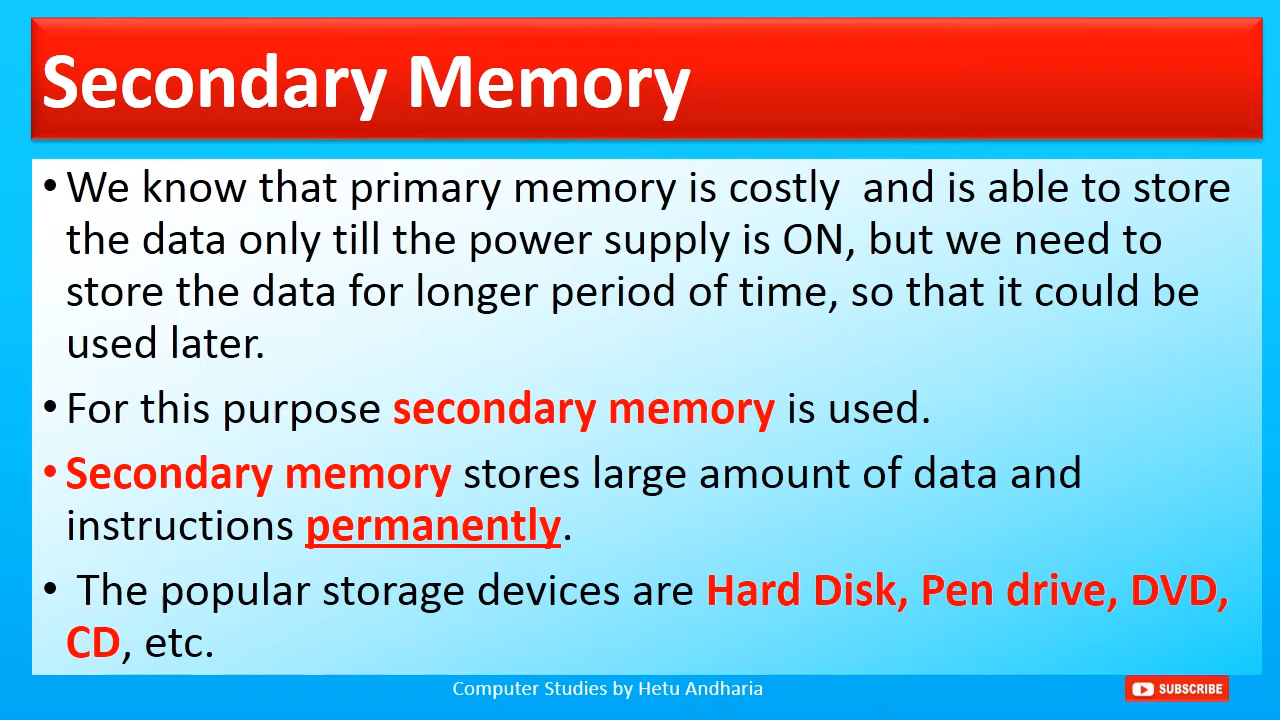 Secondary Memory
• We know that primary memory is costly  and is able to store
the data only till the power supply is ON, but we need to
store the data for longer period of time, so that it could be
used later.
• For this purpose secondary memory is used.
• Secondary memory stores large amount of data and
instructions permanently.
•  The popular storage devices are Hard Disk, Pen drive, DVD,
CD, etc.
Computer Studies by Hetu Andharia
SUBSCRIBE